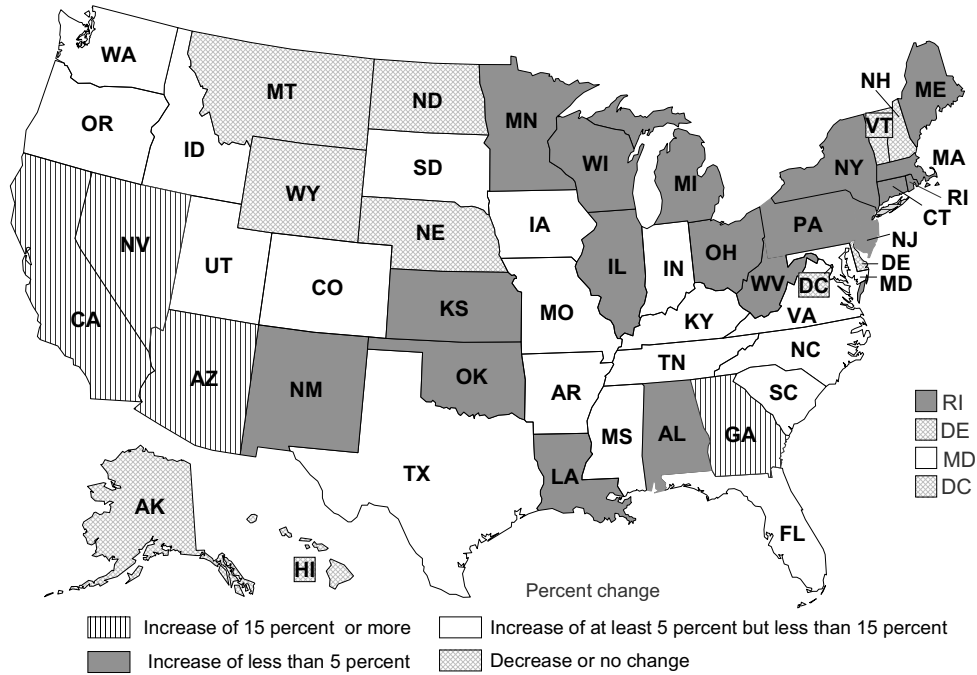 WA
MT
ND
MN
NH
ME
VT
OR
ID
SD
WI
MI
NY
MA
RI
CT
WY
NE
IA
PA
NJ
NV
UT
CO
IL
IN
OH
WV
DC
DE
MD
CA
KS
MO
KY
VA
NC
AZ
NM
OK
AR
TN
SC
TX
LA
MS
AL
GA
FL
AK
HI
RI
DE
MD
DC
Percent change
Increase of 15 percent or more
Increase of at least 5 percent but less than 15 percent
Increase of less than 5 percent
Decrease or no change